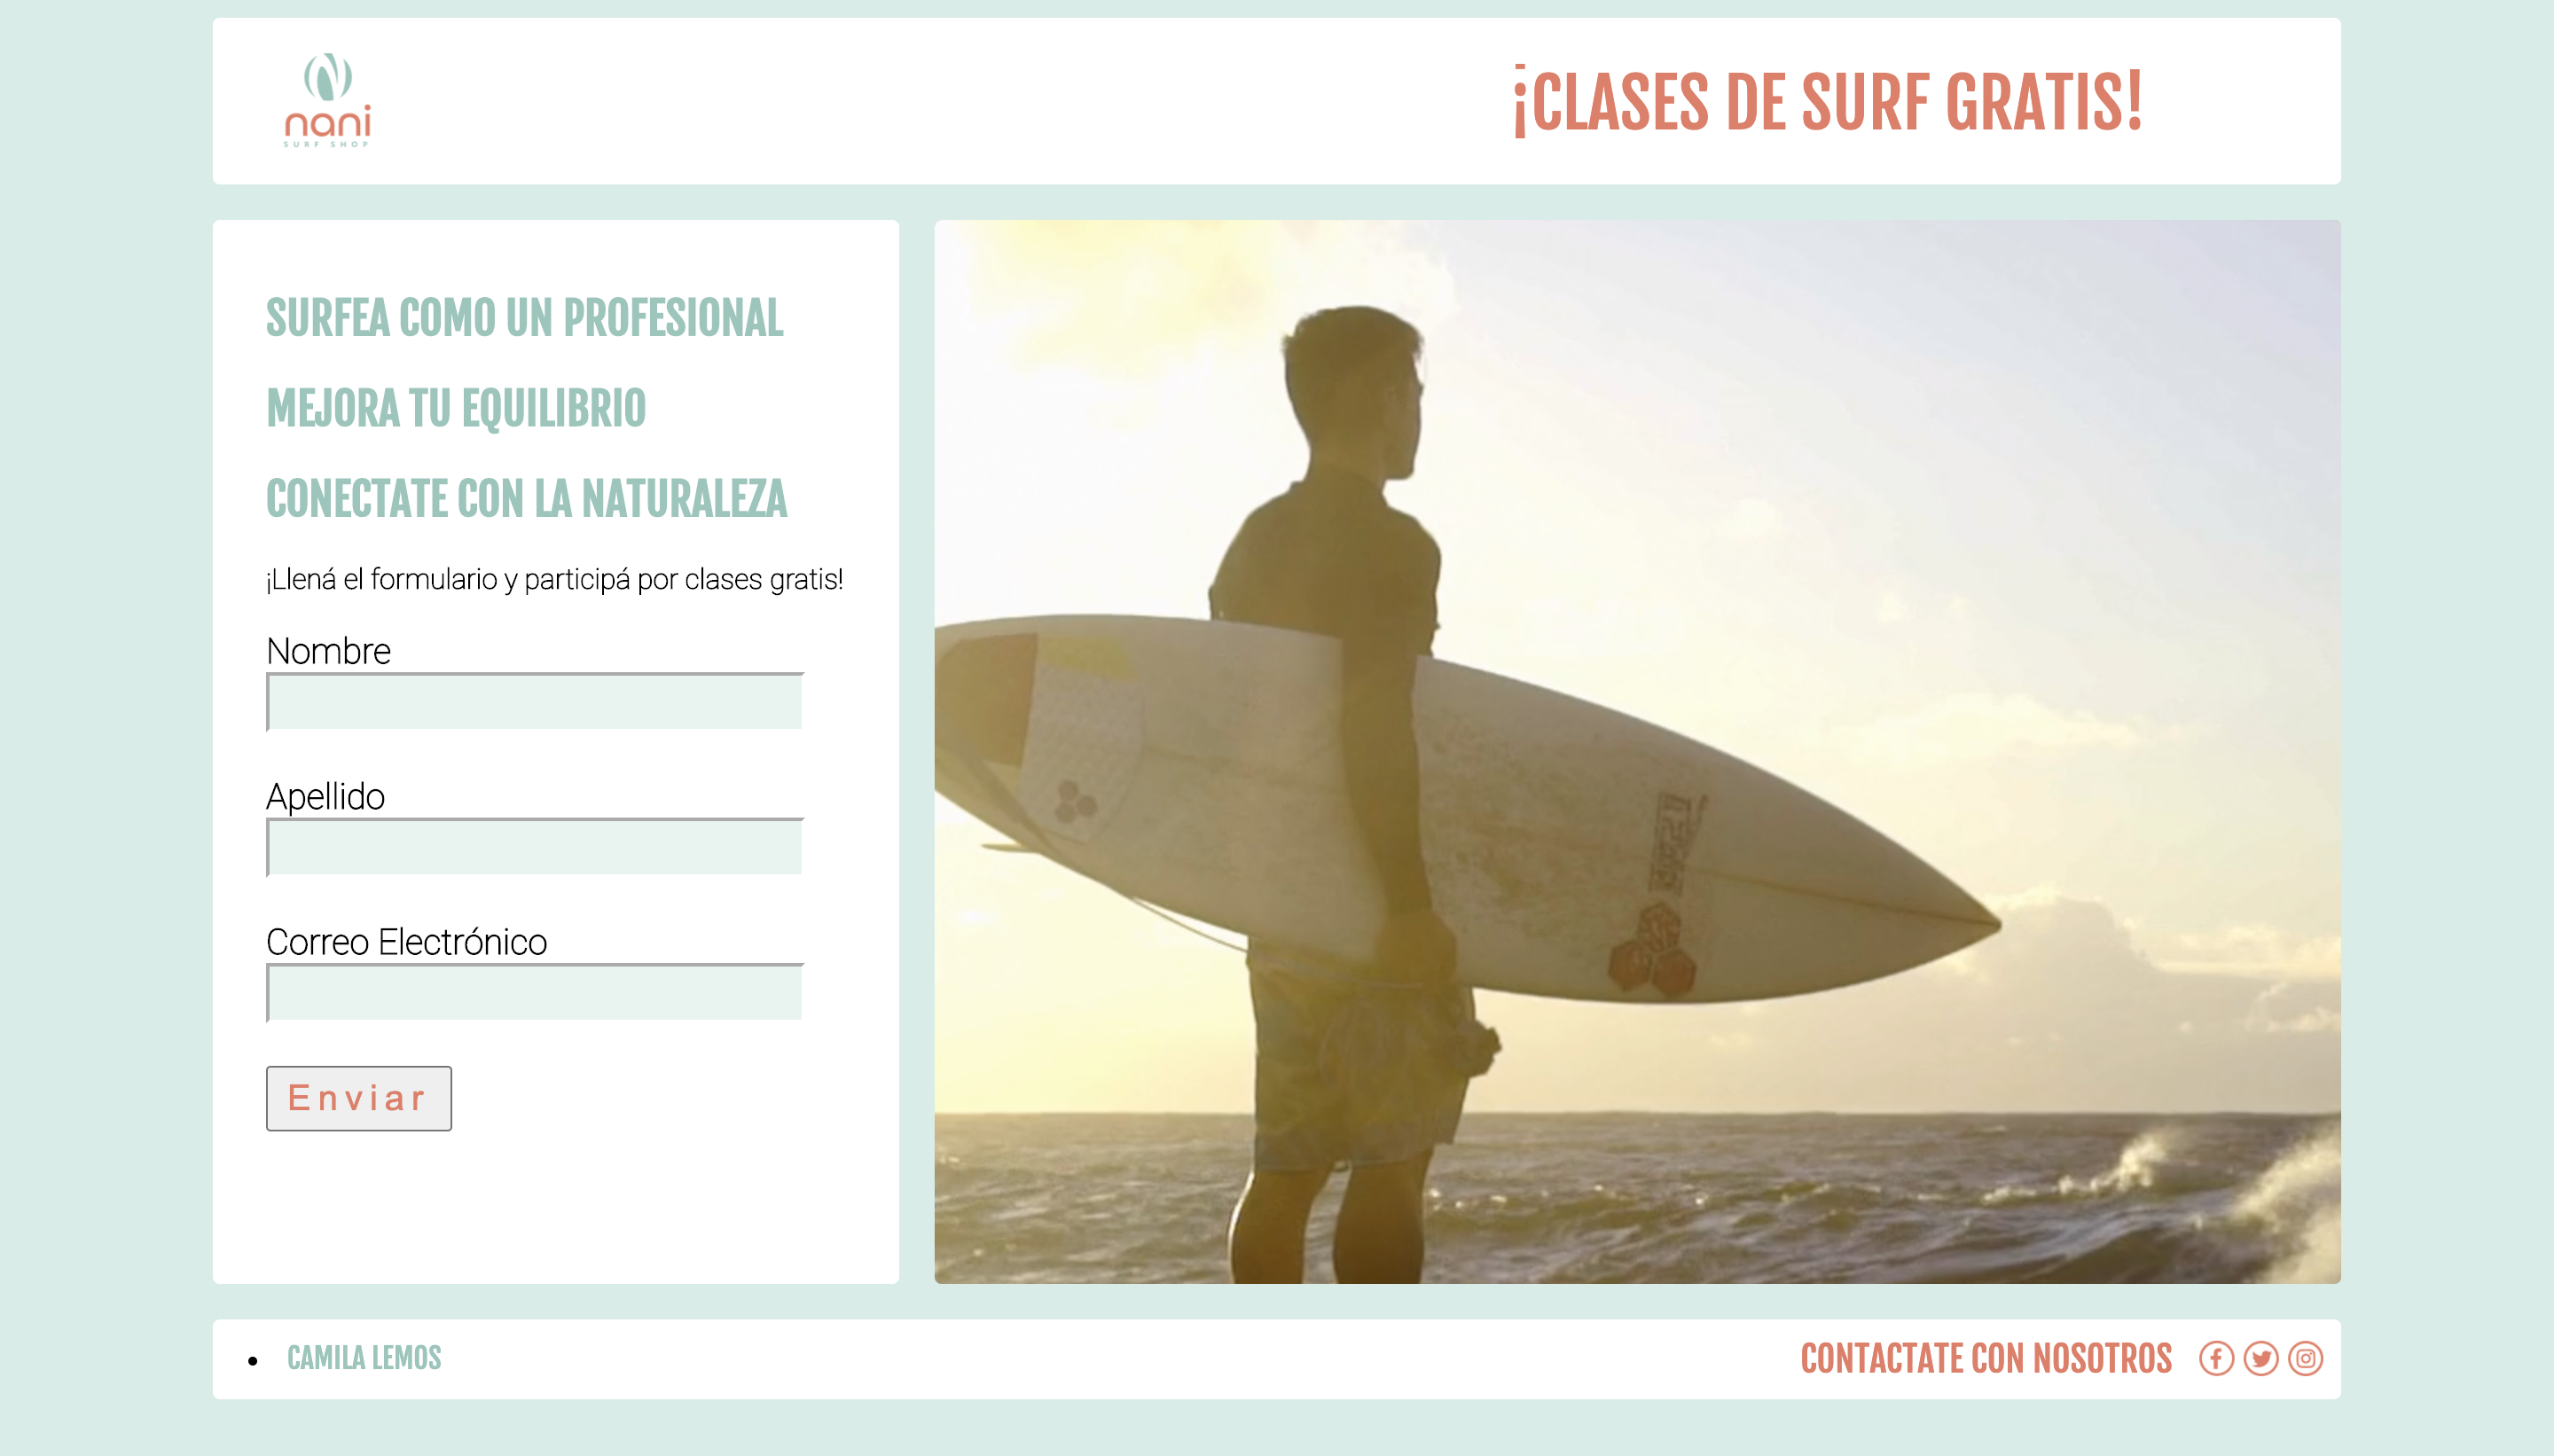 nani
SURF SHOP
¡CLASES DE SURF GRATIS!
SURFEA COMO UN PROFESIONAL
MEJORA TU EQUILIBRIO
CONECTATE CON LA NATURALEZA
¡Llená el formulario y participá por clases gratis!
Nombre
Apellido
Correo Electrónico
Enviar
CAMILA LEMOS
CONTACTATE CON NOSOTROS